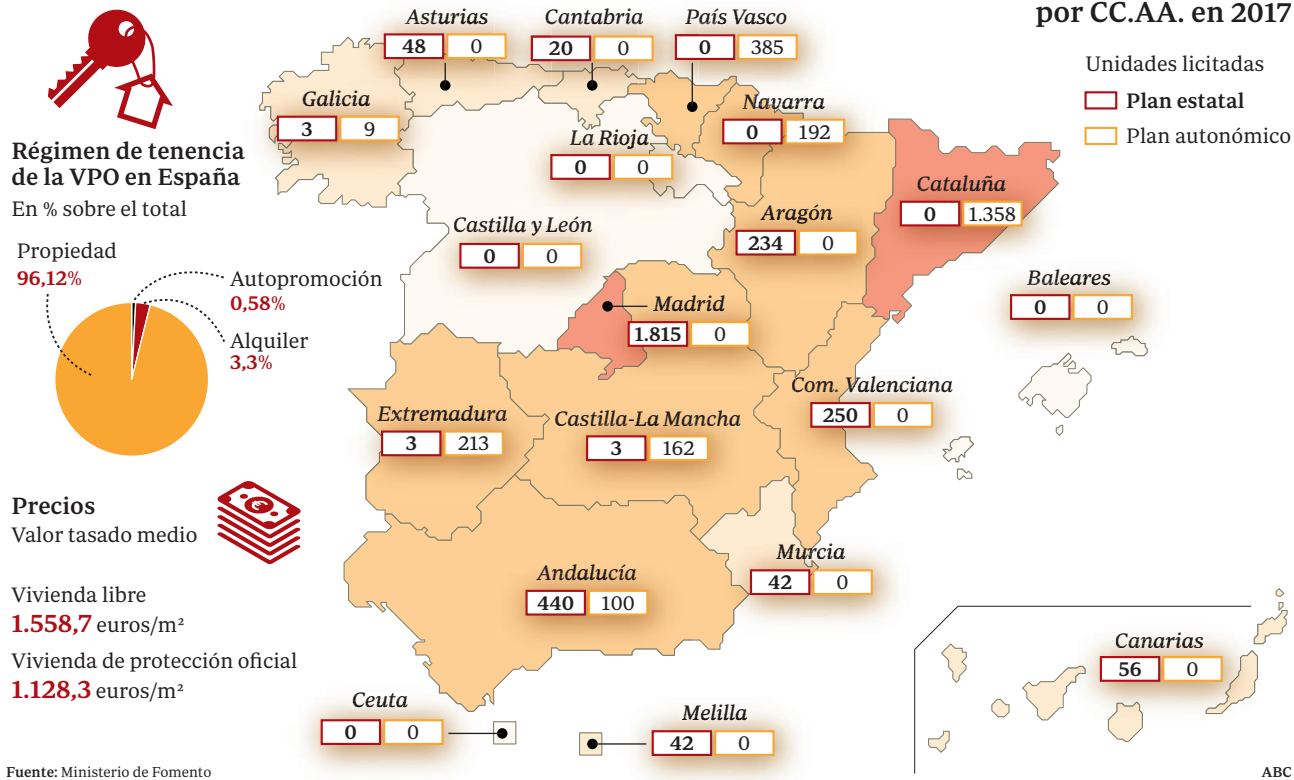 por CC.AA. en 2017
Unidades licitadas
Plan estatal
Plan autonómico
Régimen de tenencia
de la VPO en España
En % sobre el total
Propiedad
96,12%
Autopromoción
0,58%
Alquiler
3,3%
Precios
Valor tasado medio
Vivienda libre
1.558,7 euros/m²
Vivienda de protección oficial
1.128,3 euros/m²
Asturias
48 0
Cantabria
20 0
País Vasco
0 385
Galicia
3 9
Navarra
0 192
La Rioja
0 0
Cataluña
0 1.358
Aragón
234 0
Castilla y León
0 0
Baleares
0 0
Madrid
1.815 0
Com. Valenciana
250 0
Extremadura
3 213
Castilla-La Mancha
3 162
Murcia
42 0
Andalucía
440 100
Canarias
56 0
Ceuta
0 0
Melilla
42 0
Fuente: Ministerio de Fomento
ABC